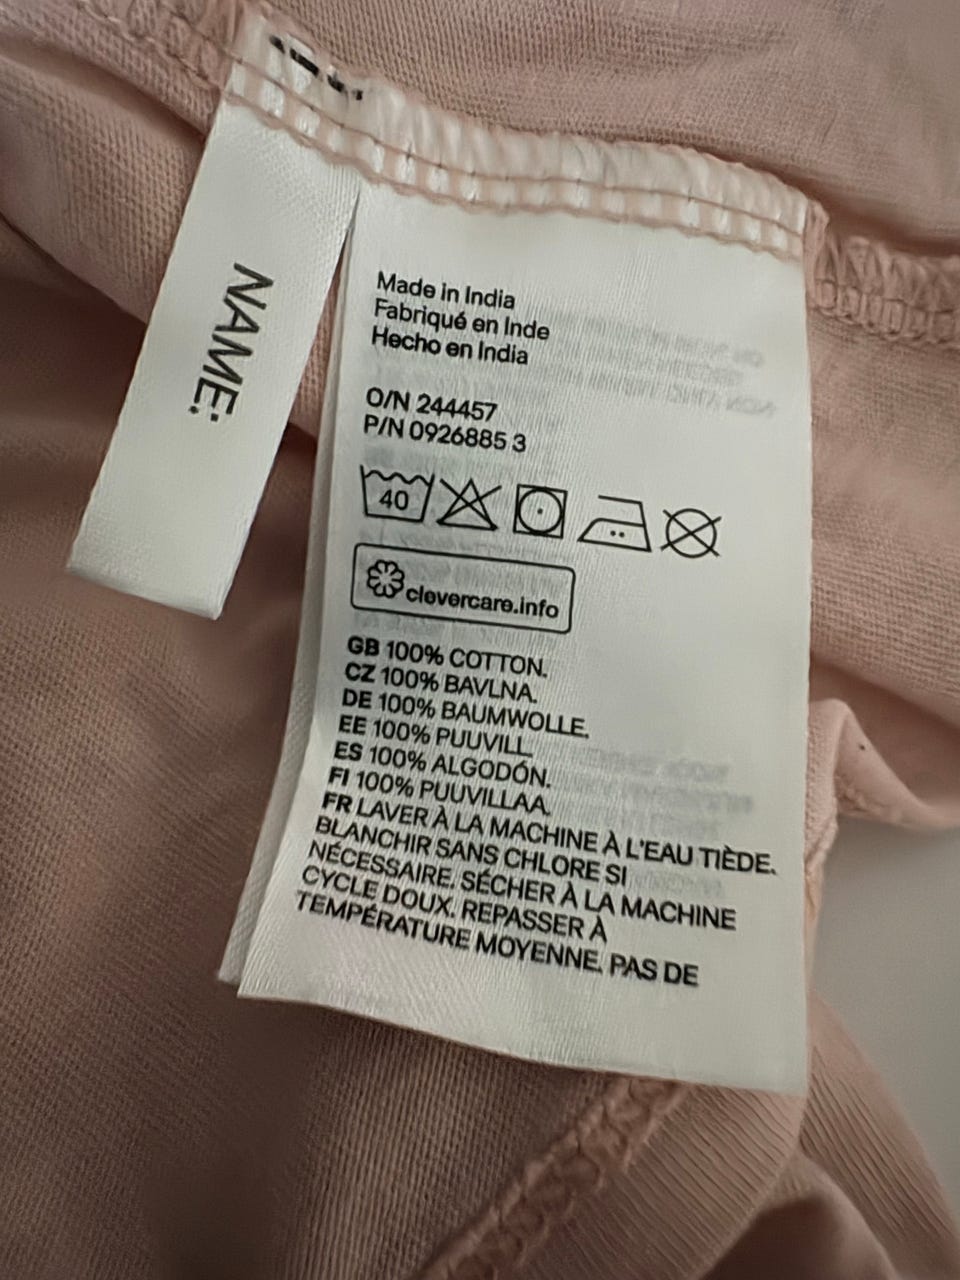 NAME:
Made in India
Fabriqué en Inde
Hecho en India
O/N 244457
P/N 0926885 3
40
clevercare.info
GB 100% COTTON.
CZ 100% BAVLNA.
DE 100% BAUMWOLLE.
EE 100% PUUVILL.
ES 100% ALGODÓN.
FI 100% PUUVILLAA.
FR LAVER À LA MACHINE À L'EAU TIÈDE.
BLANCHIR SANS CHLORE SI
NÉCESSAIRE. SÉCHER À LA MACHINE
CYCLE DOUX. REPASSER À
TEMPÉRATURE MOYENNE. PAS DE